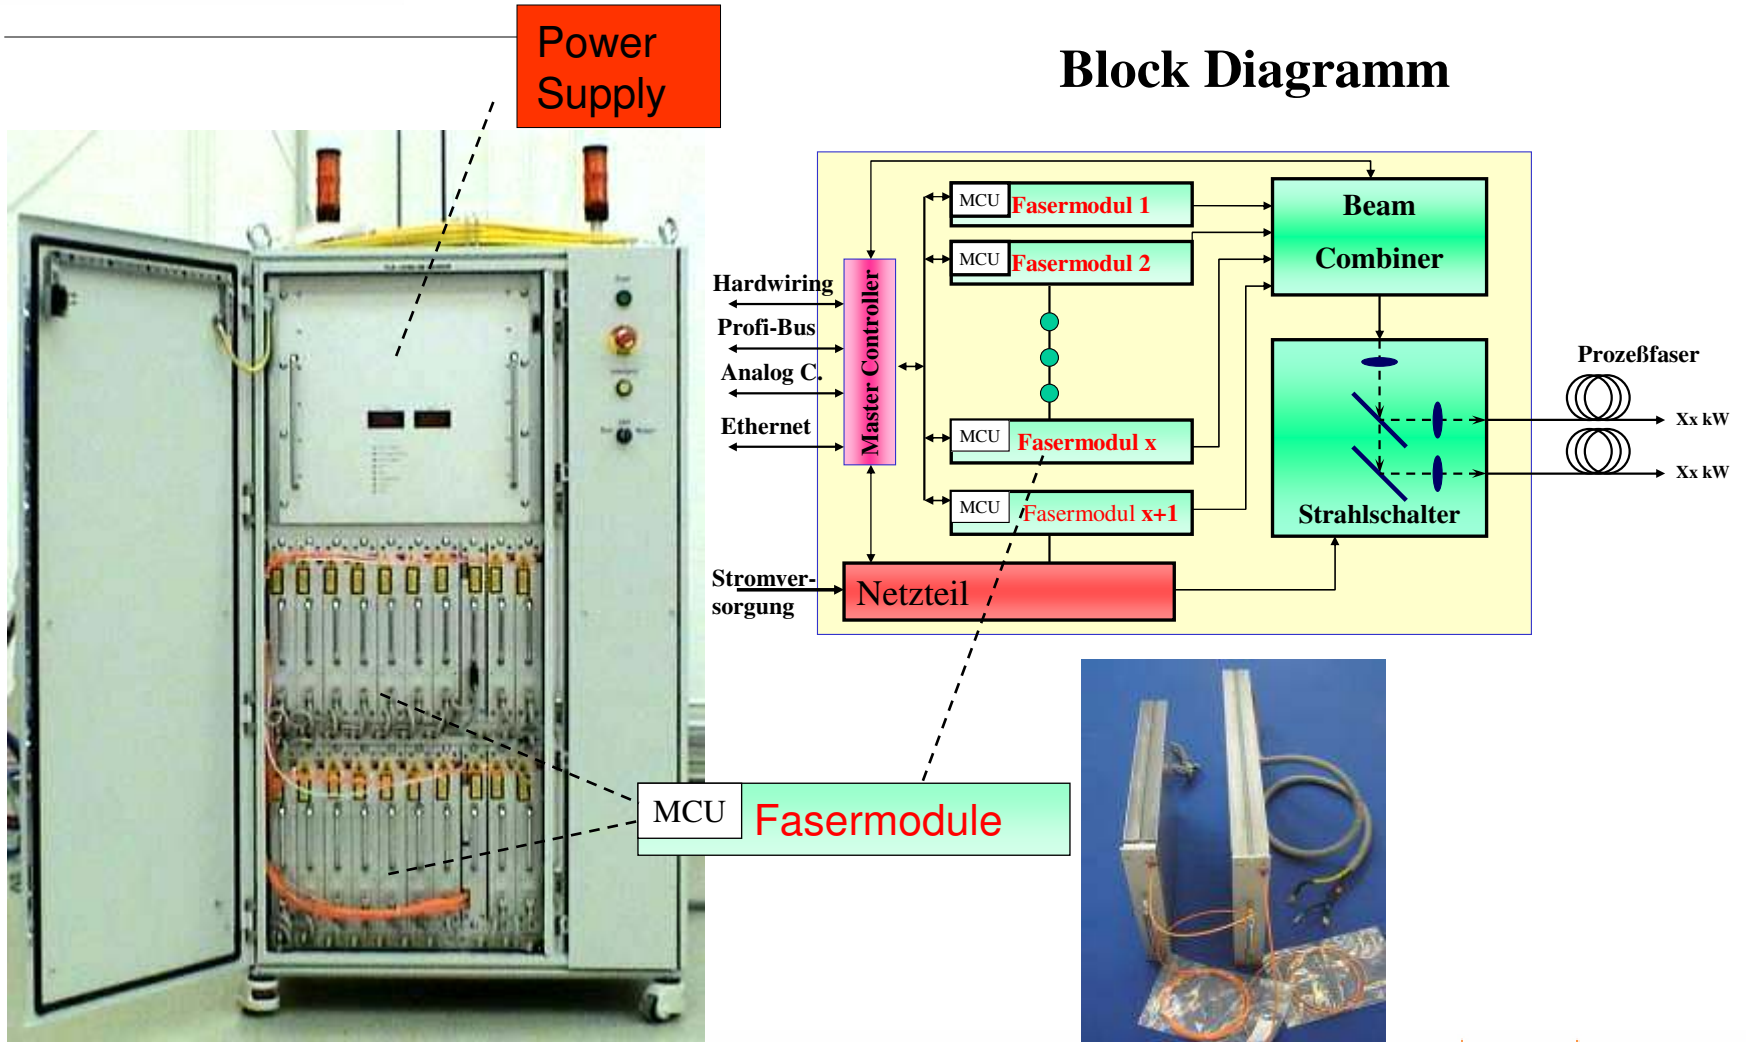 Power
Supply
Block Diagramm
MCU
Fasermodul 1
Beam
Combiner
MCU
Fasermodul 2
Hardwiring
Profi-Bus
Analog C.
Ethernet
Master Controller
Prozeßfaser
Xx kW
Xx kW
MCU
Fasermodul x
MCU
Fasermodul x+1
Strahlschalter
Stromver-
sorgung
Netzteil
MCU
Fasermodule